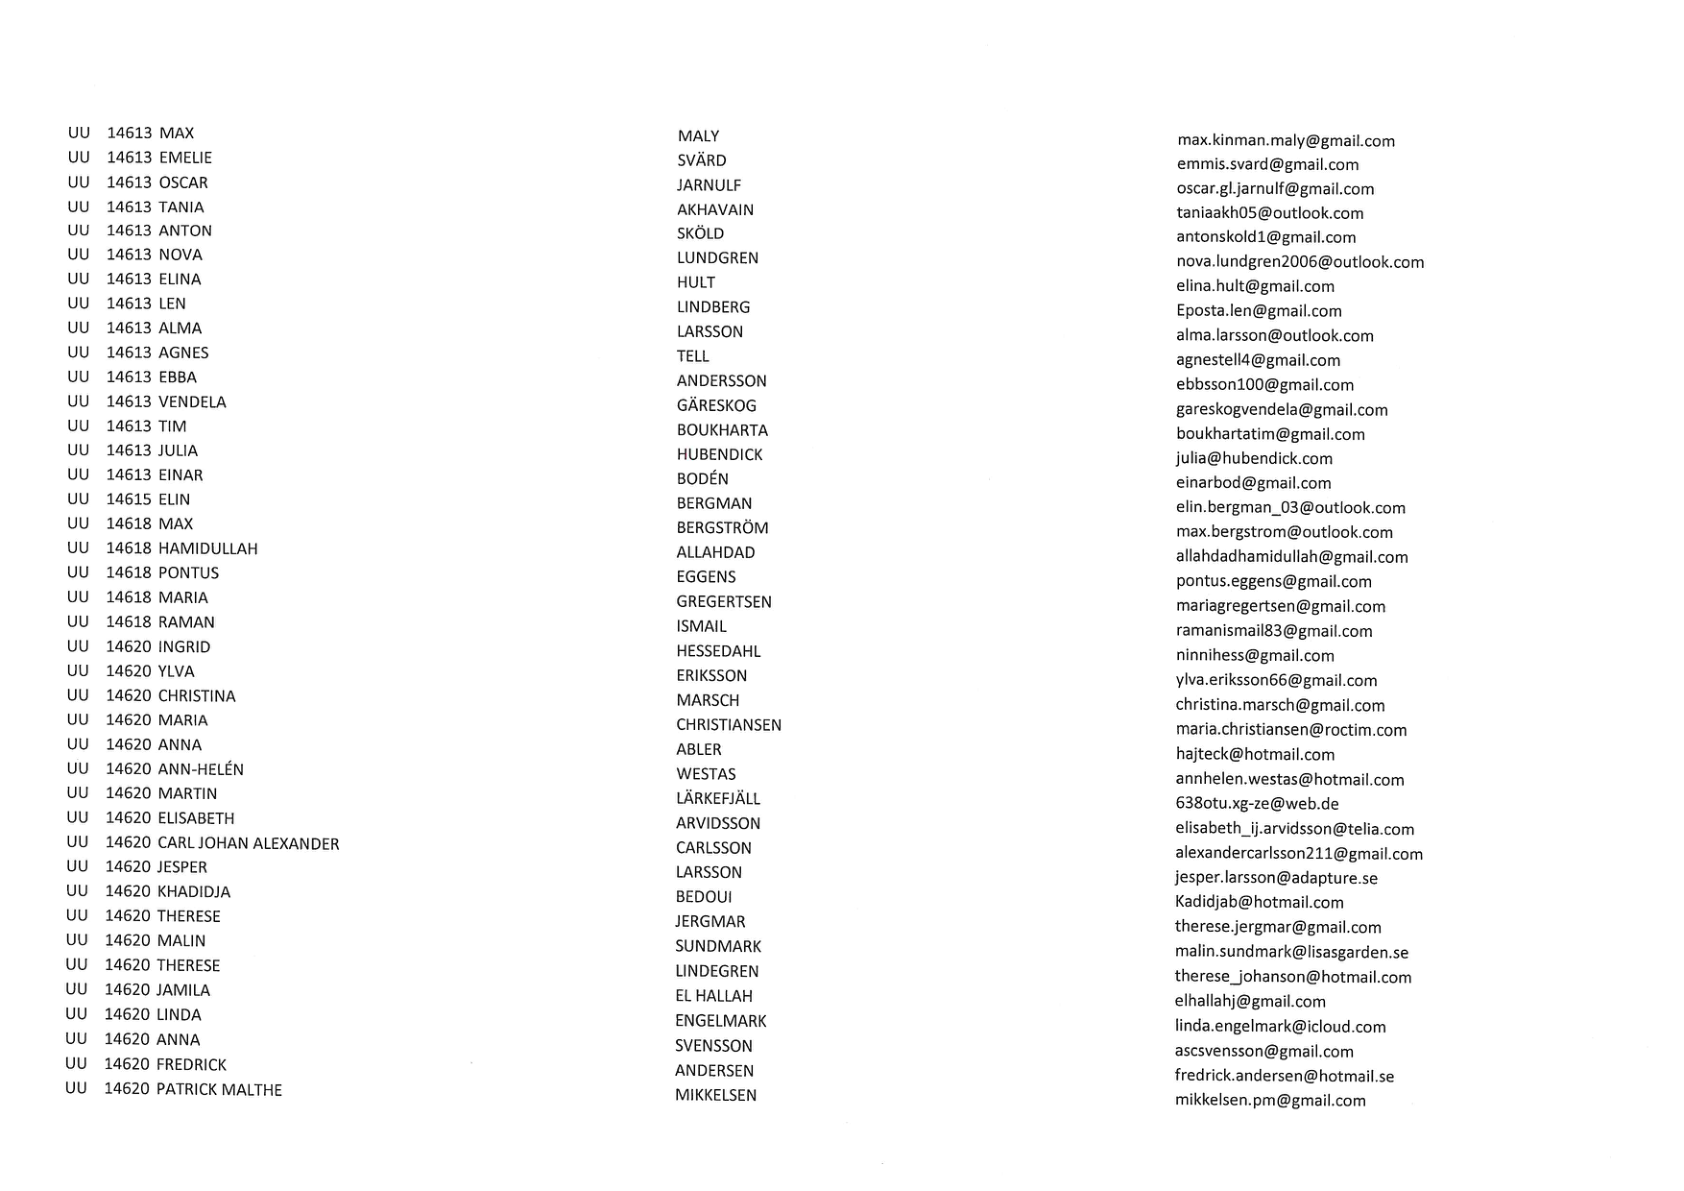 UU 14613 MAX MALY max.kinman.maly@gmail.com
UU 14613 EMELIE SVÄRD emmis.svard@gmail.com
UU 14613 OSCAR JARNULF oscar.gl.jarnulf@gmail.com
UU 14613 TANIA AKHAVAIN taniaakh05@outlook.com
UU 14613 ANTON SKÖLD antonskold1@gmail.com
UU 14613 NOVA LUNDGREN nova.lundgren2006@outlook.com
UU 14613 ELINA HULT elina.hult@gmail.com
UU 14613 LEN LINDBERG Eposta.len@gmail.com
UU 14613 ALMA LARSSON alma.larsson@outlook.com
UU 14613 AGNES TELL agnestell4@gmail.com
UU 14613 EBBA ANDERSSON ebbsson100@gmail.com
UU 14613 VENDELA GÄRESKOG gareskogvendela@gmail.com
UU 14613 TIM BOUKHARTA boukhartatim@gmail.com
UU 14613 JULIA HUBENDICK julia@hubendick.com
UU 14613 EINAR BODÉN einarbod@gmail.com
UU 14615 ELIN BERGMAN elin.bergman_03@outlook.com
UU 14618 MAX BERGSTRÖM max.bergstrom@outlook.com
UU 14618 HAMIDULLAH ALLAHDAD allahdadhamidullah@gmail.com
UU 14618 PONTUS EGGENS pontus.eggens@gmail.com
UU 14618 MARIA GREGERTSEN mariagregertsen@gmail.com
UU 14618 RAMAN ISMAIL ramanismail83@gmail.com
UU 14620 INGRID HESSEDAHL ninnihess@gmail.com
UU 14620 YLVA ERIKSSON ylva.eriksson66@gmail.com
UU 14620 CHRISTINA MARSCH christina.marsch@gmail.com
UU 14620 MARIA CHRISTIANSEN maria.christiansen@roctim.com
UU 14620 ANNA ABLER hajteck@hotmail.com
UU 14620 ANN-HELÉN WESTAS annhelen.westas@hotmail.com
UU 14620 MARTIN LÄRKEFJÄLL 638otu.xg-ze@web.de
UU 14620 ELISABETH ARVIDSSON elisabeth_ij.arvidsson@telia.com
UU 14620 CARL JOHAN ALEXANDER CARLSSON alexandercarlsson211@gmail.com
UU 14620 JESPER LARSSON jesper.larsson@adapture.se
UU 14620 KHADIDJA BEDOUI Kadidjab@hotmail.com
UU 14620 THERESE JERGMAR therese.jergmar@gmail.com
UU 14620 MALIN SUNDMARK malin.sundmark@lisasgarden.se
UU 14620 THERESE LINDEGREN therese_johanson@hotmail.com
UU 14620 JAMILA EL HALLAH elhallahj@gmail.com
UU 14620 LINDA ENGELMARK linda.engelmark@icloud.com
UU 14620 ANNA SVENSSON ascsvensson@gmail.com
UU 14620 FREDRICK ANDERSEN fredrick.andersen@hotmail.se
UU 14620 PATRICK MALTHE MIKKELSEN mikkelsen.pm@gmail.com